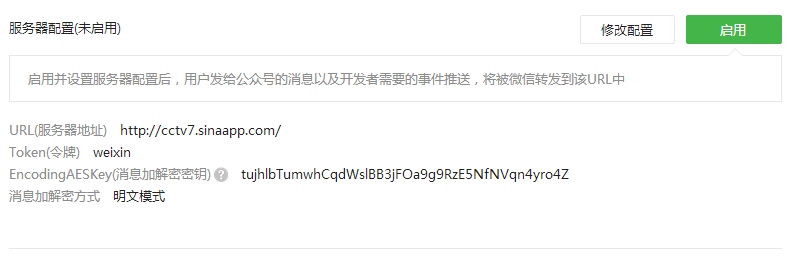 服务器配置(未启用)
修改配置
启用
启用并设置服务器配置后，用户发给公众号的消息以及开发者需要的事件推送，将被微信转发到该URL中
URL(服务器地址) http://cctv7.sinaapp.com/
Token(令牌) weixin
EncodingAESKey(消息加解密密钥) ? tujhlbTumwhCqdWslBB3jFOa9g9RzE5NfNVqn4yro4Z
消息加解密方式 明文模式